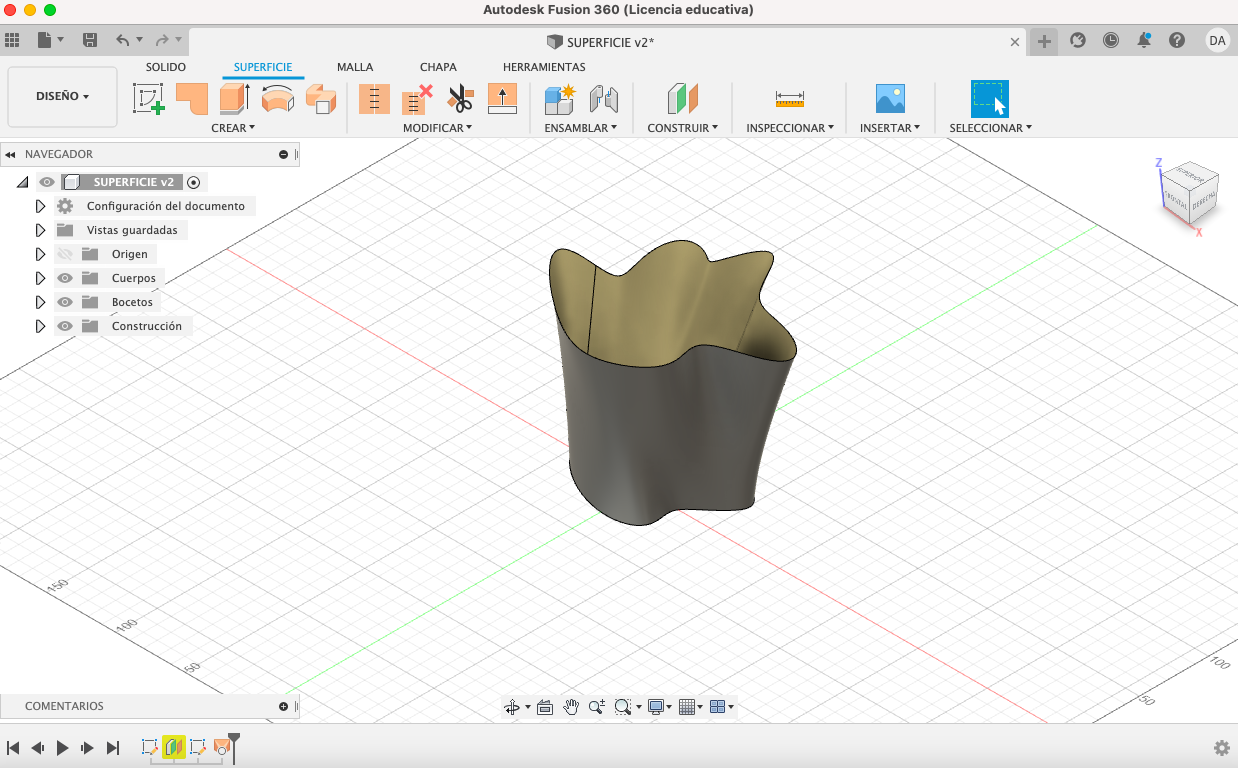 Autodesk Fusion 360 (Licencia educativa)
SUPERFICIE v2*
DA
SOLIDO SUPERFICIE MALLA CHAPA HERRAMIENTAS
DISEÑO
CREAR MODIFICAR ENSAMBLAR CONSTRUIR INSPECCIONAR INSERTAR SELECCIONAR
NAVEGADOR
SUPERFICIE v2
Configuración del documento
Vistas guardadas
Origen
Cuerpos
Bocetos
Construcción
Z
SUPERIOR
FRONTAL
DERECHA
X
150
100
50
100
50
COMENTARIOS